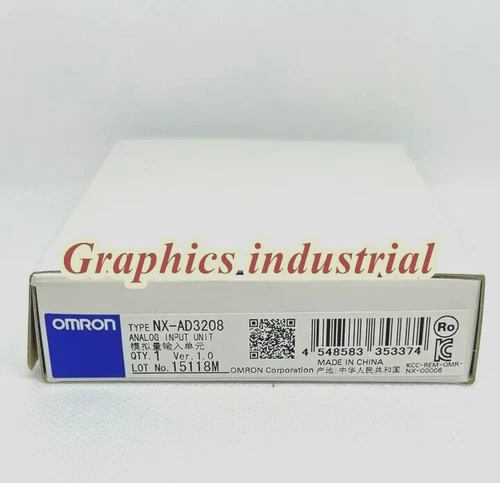 Graphics industrial
OMRON
TYPE NX-AD3208
ANALOG INPUT UNIT
模拟量输入单元
QTY. 1 Ver. 1.0
LOT No. 15118M
OMRON Corporation
4 548583 353374
MADE IN CHINA
产地:中华人民共和国
Ro
KCC-REM-OMR-
NX-00006